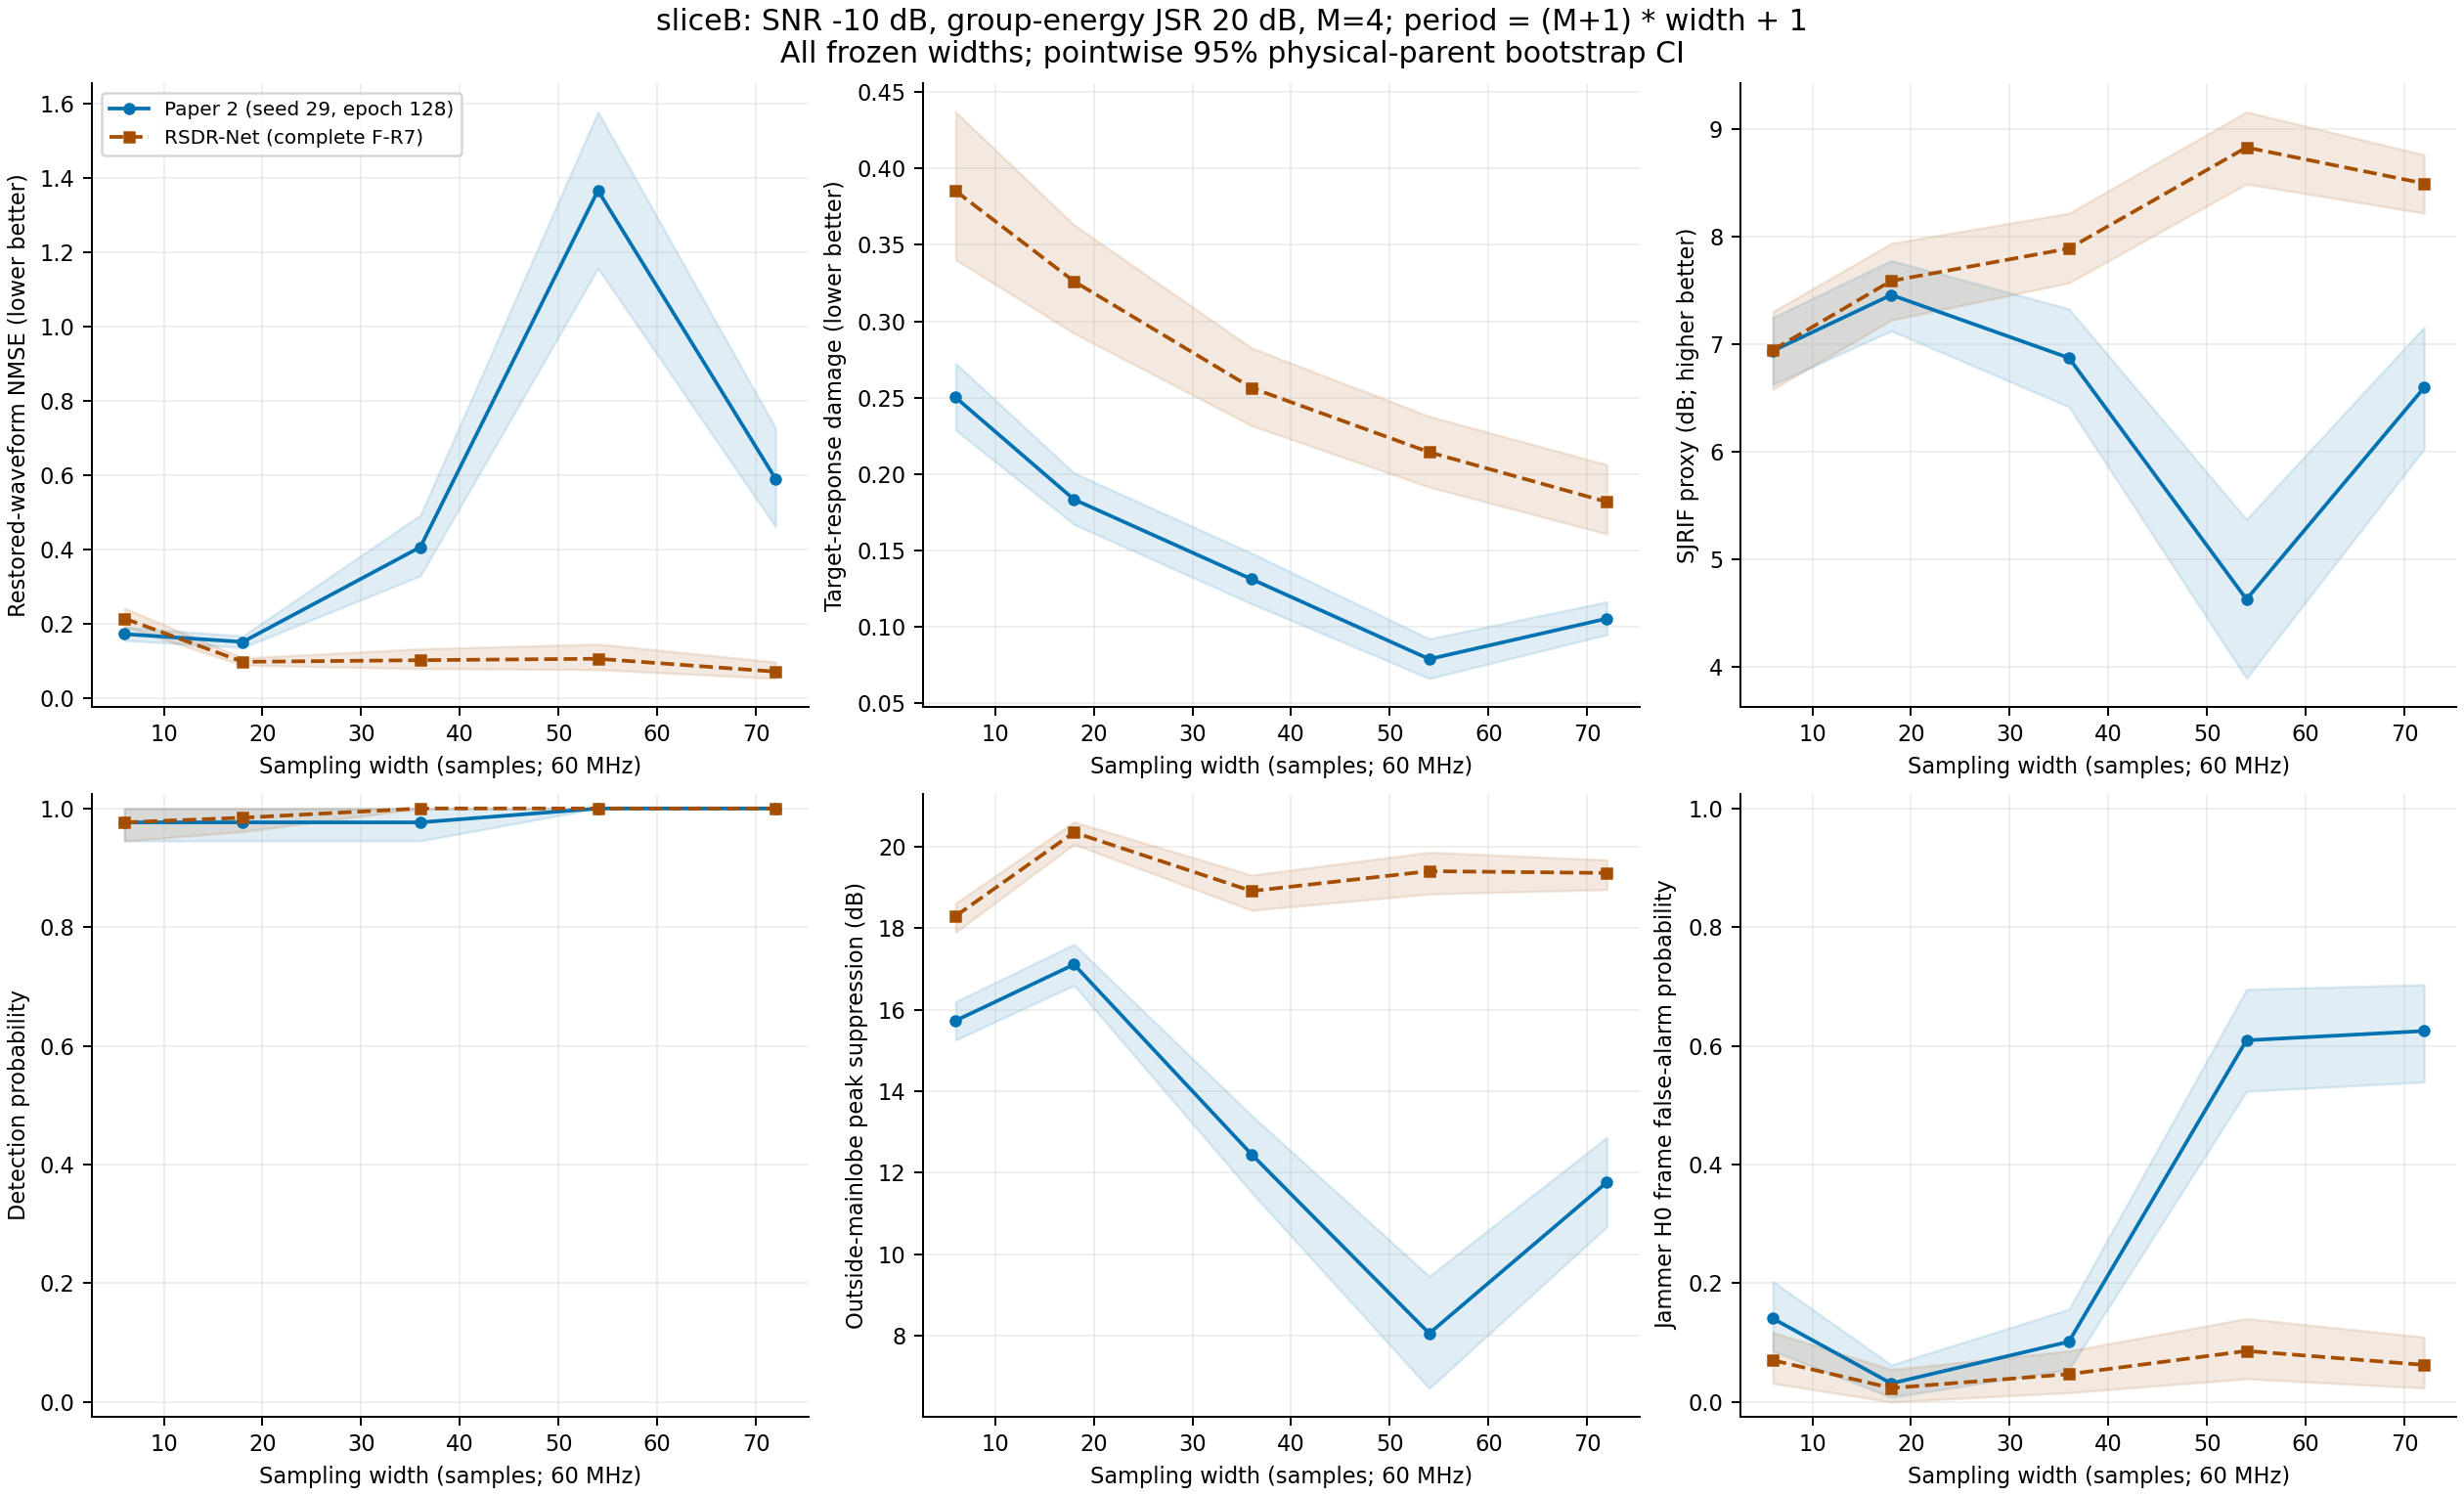 sliceB: SNR -10 dB, group-energy JSR 20 dB, M=4; period = (M+1) * width + 1
All frozen widths; pointwise 95% physical-parent bootstrap CI
Restored-waveform NMSE (lower better)
1.6
1.4
1.2
1.0
0.8
0.6
0.4
0.2
0.0
Paper 2 (seed 29, epoch 128)
RSDR-Net (complete F-R7)
10 20 30 40 50 60 70
Sampling width (samples; 60 MHz)
Target-response damage (lower better)
0.45
0.40
0.35
0.30
0.25
0.20
0.15
0.10
0.05
10 20 30 40 50 60 70
Sampling width (samples; 60 MHz)
SJRIF proxy (dB; higher better)
9
8
7
6
5
4
10 20 30 40 50 60 70
Sampling width (samples; 60 MHz)
Detection probability
1.0
0.8
0.6
0.4
0.2
0.0
10 20 30 40 50 60 70
Sampling width (samples; 60 MHz)
Outside-mainlobe peak suppression (dB)
20
18
16
14
12
10
8
10 20 30 40 50 60 70
Sampling width (samples; 60 MHz)
Jammer H0 frame false-alarm probability
1.0
0.8
0.6
0.4
0.2
0.0
10 20 30 40 50 60 70
Sampling width (samples; 60 MHz)